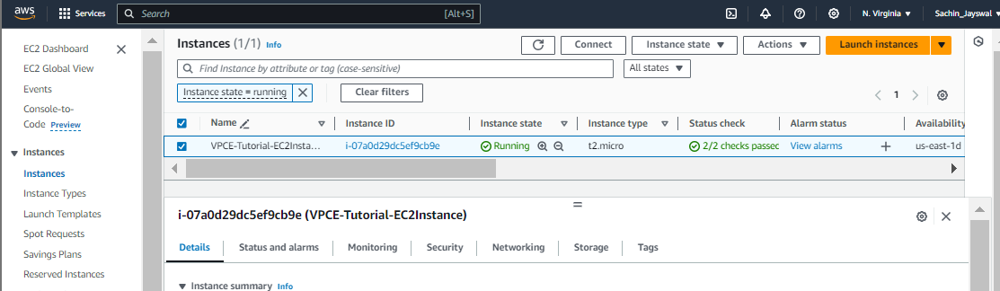 aws Services Search [Alt+S] N. Virginia Sachin_Jayswal
EC2 Dashboard
EC2 Global View
Events
Console-to-
Code Preview
Instances
Instances
Instance Types
Launch Templates
Spot Requests
Savings Plans
Reserved Instances
Instances (1/1) Info Connect Instance state Actions Launch instances
Find Instance by attribute or tag (case-sensitive) All states
Instance state = running Clear filters 1
Name Instance ID Instance state Instance type Status check Alarm status Availability
VPCE-Tutorial-EC2Insta... i-07a0d29dc5ef9cb9e Running t2.micro 2/2 checks passed View alarms us-east-1d
i-07a0d29dc5ef9cb9e (VPCE-Tutorial-EC2Instance)
Details Status and alarms Monitoring Security Networking Storage Tags
Instance summary Info